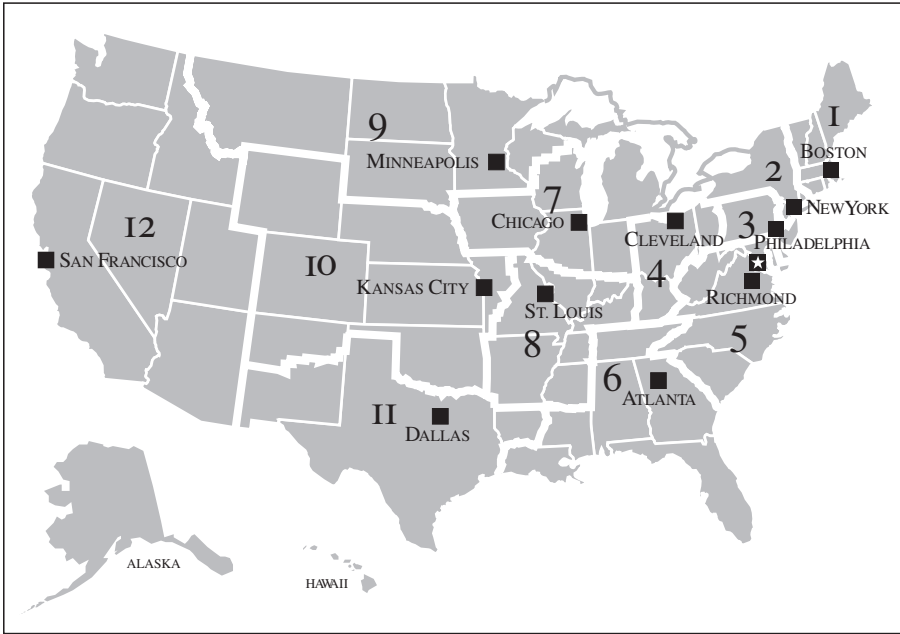 1
BOSTON
9
MINNEAPOLIS
2
7
CHICAGO
NEW YORK
12
3
CLEVELAND
PHILADELPHIA
SAN FRANCISCO
10
4
KANSAS CITY
RICHMOND
ST. LOUIS
5
8
6
ATLANTA
11
DALLAS
ALASKA
HAWAII